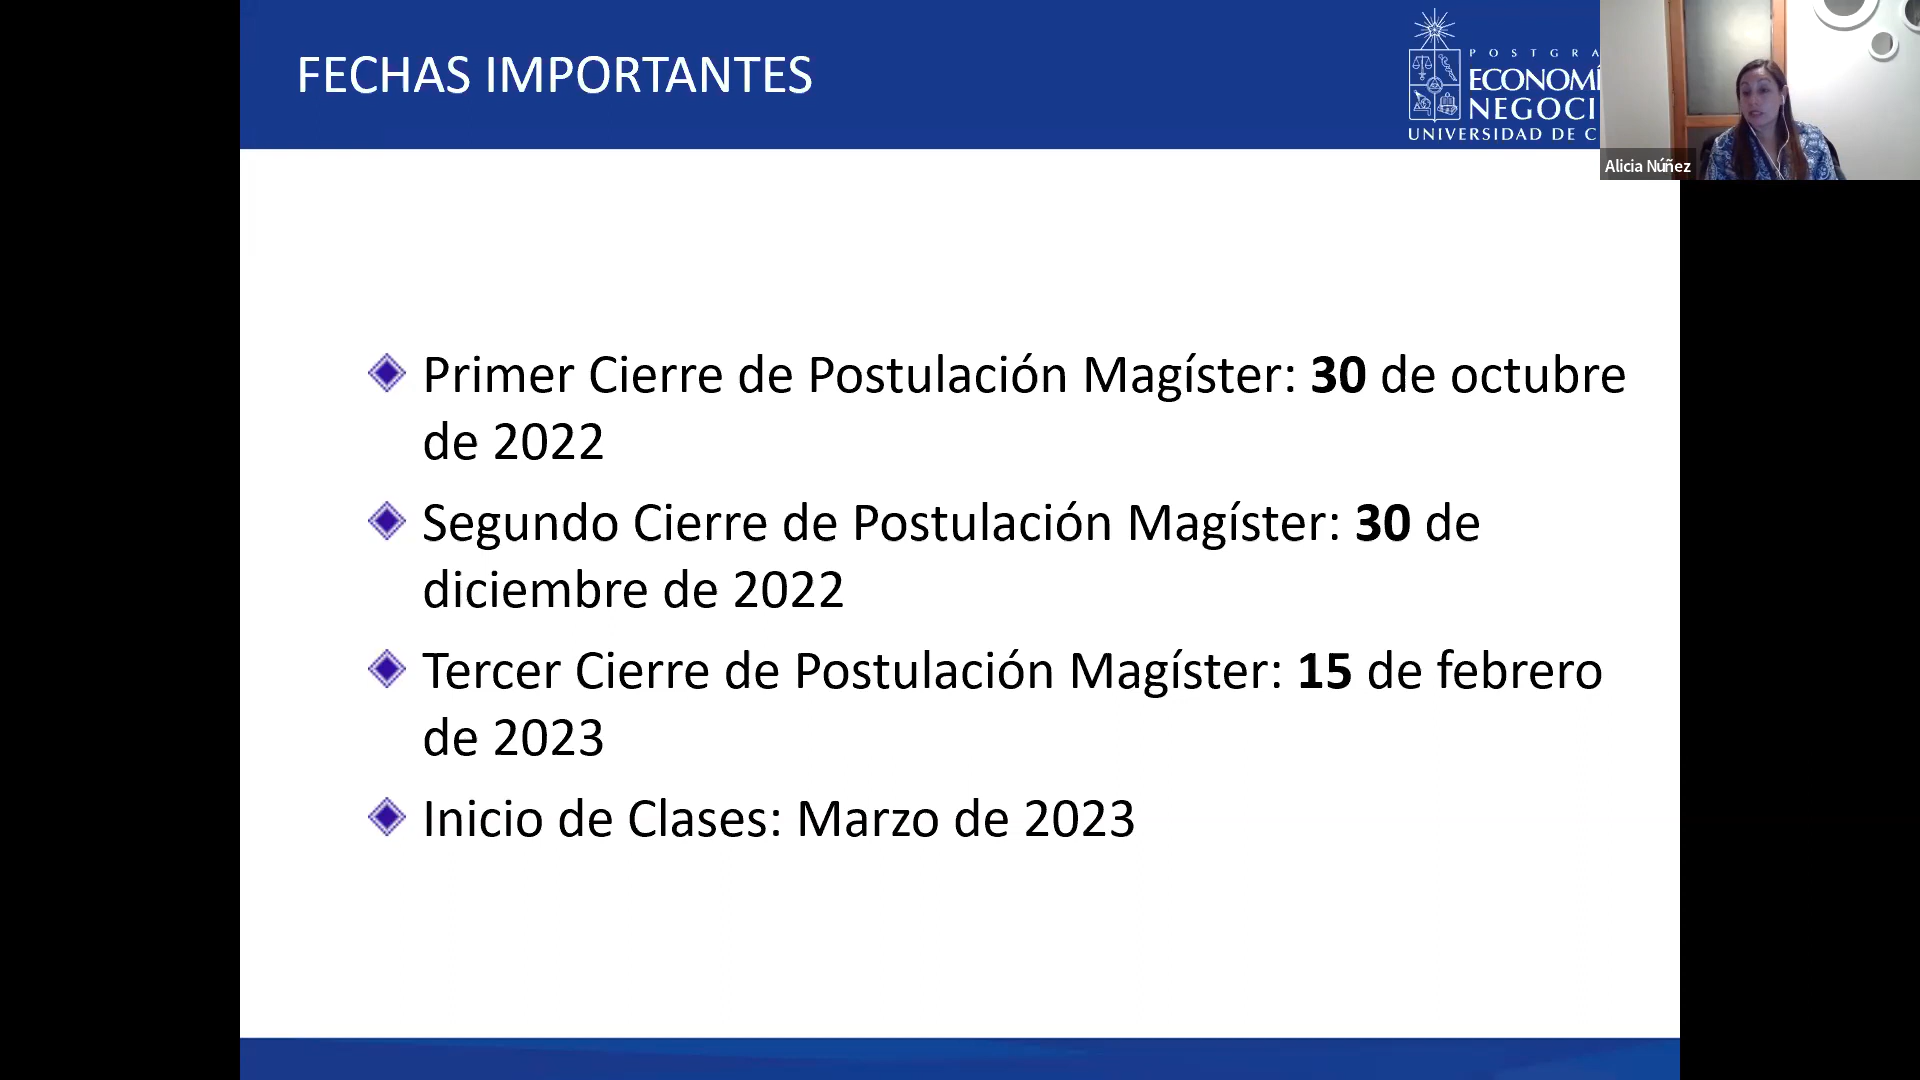 FECHAS IMPORTANTES
POSTGRA
ECONOMÍ
NEGOCI
UNIVERSIDAD DE C
Alicia Núñez
Primer Cierre de Postulación Magíster: 30 de octubre
de 2022
Segundo Cierre de Postulación Magíster: 30 de
diciembre de 2022
Tercer Cierre de Postulación Magíster: 15 de febrero
de 2023
Inicio de Clases: Marzo de 2023